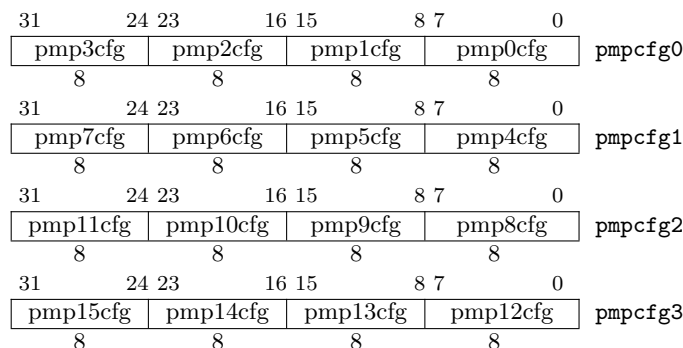 31 24 23 16 15 8 7 0
pmp3cfg pmp2cfg pmp1cfg pmp0cfg pmpcfg0
8 8 8 8
31 24 23 16 15 8 7 0
pmp7cfg pmp6cfg pmp5cfg pmp4cfg pmpcfg1
8 8 8 8
31 24 23 16 15 8 7 0
pmp11cfg pmp10cfg pmp9cfg pmp8cfg pmpcfg2
8 8 8 8
31 24 23 16 15 8 7 0
pmp15cfg pmp14cfg pmp13cfg pmp12cfg pmpcfg3
8 8 8 8